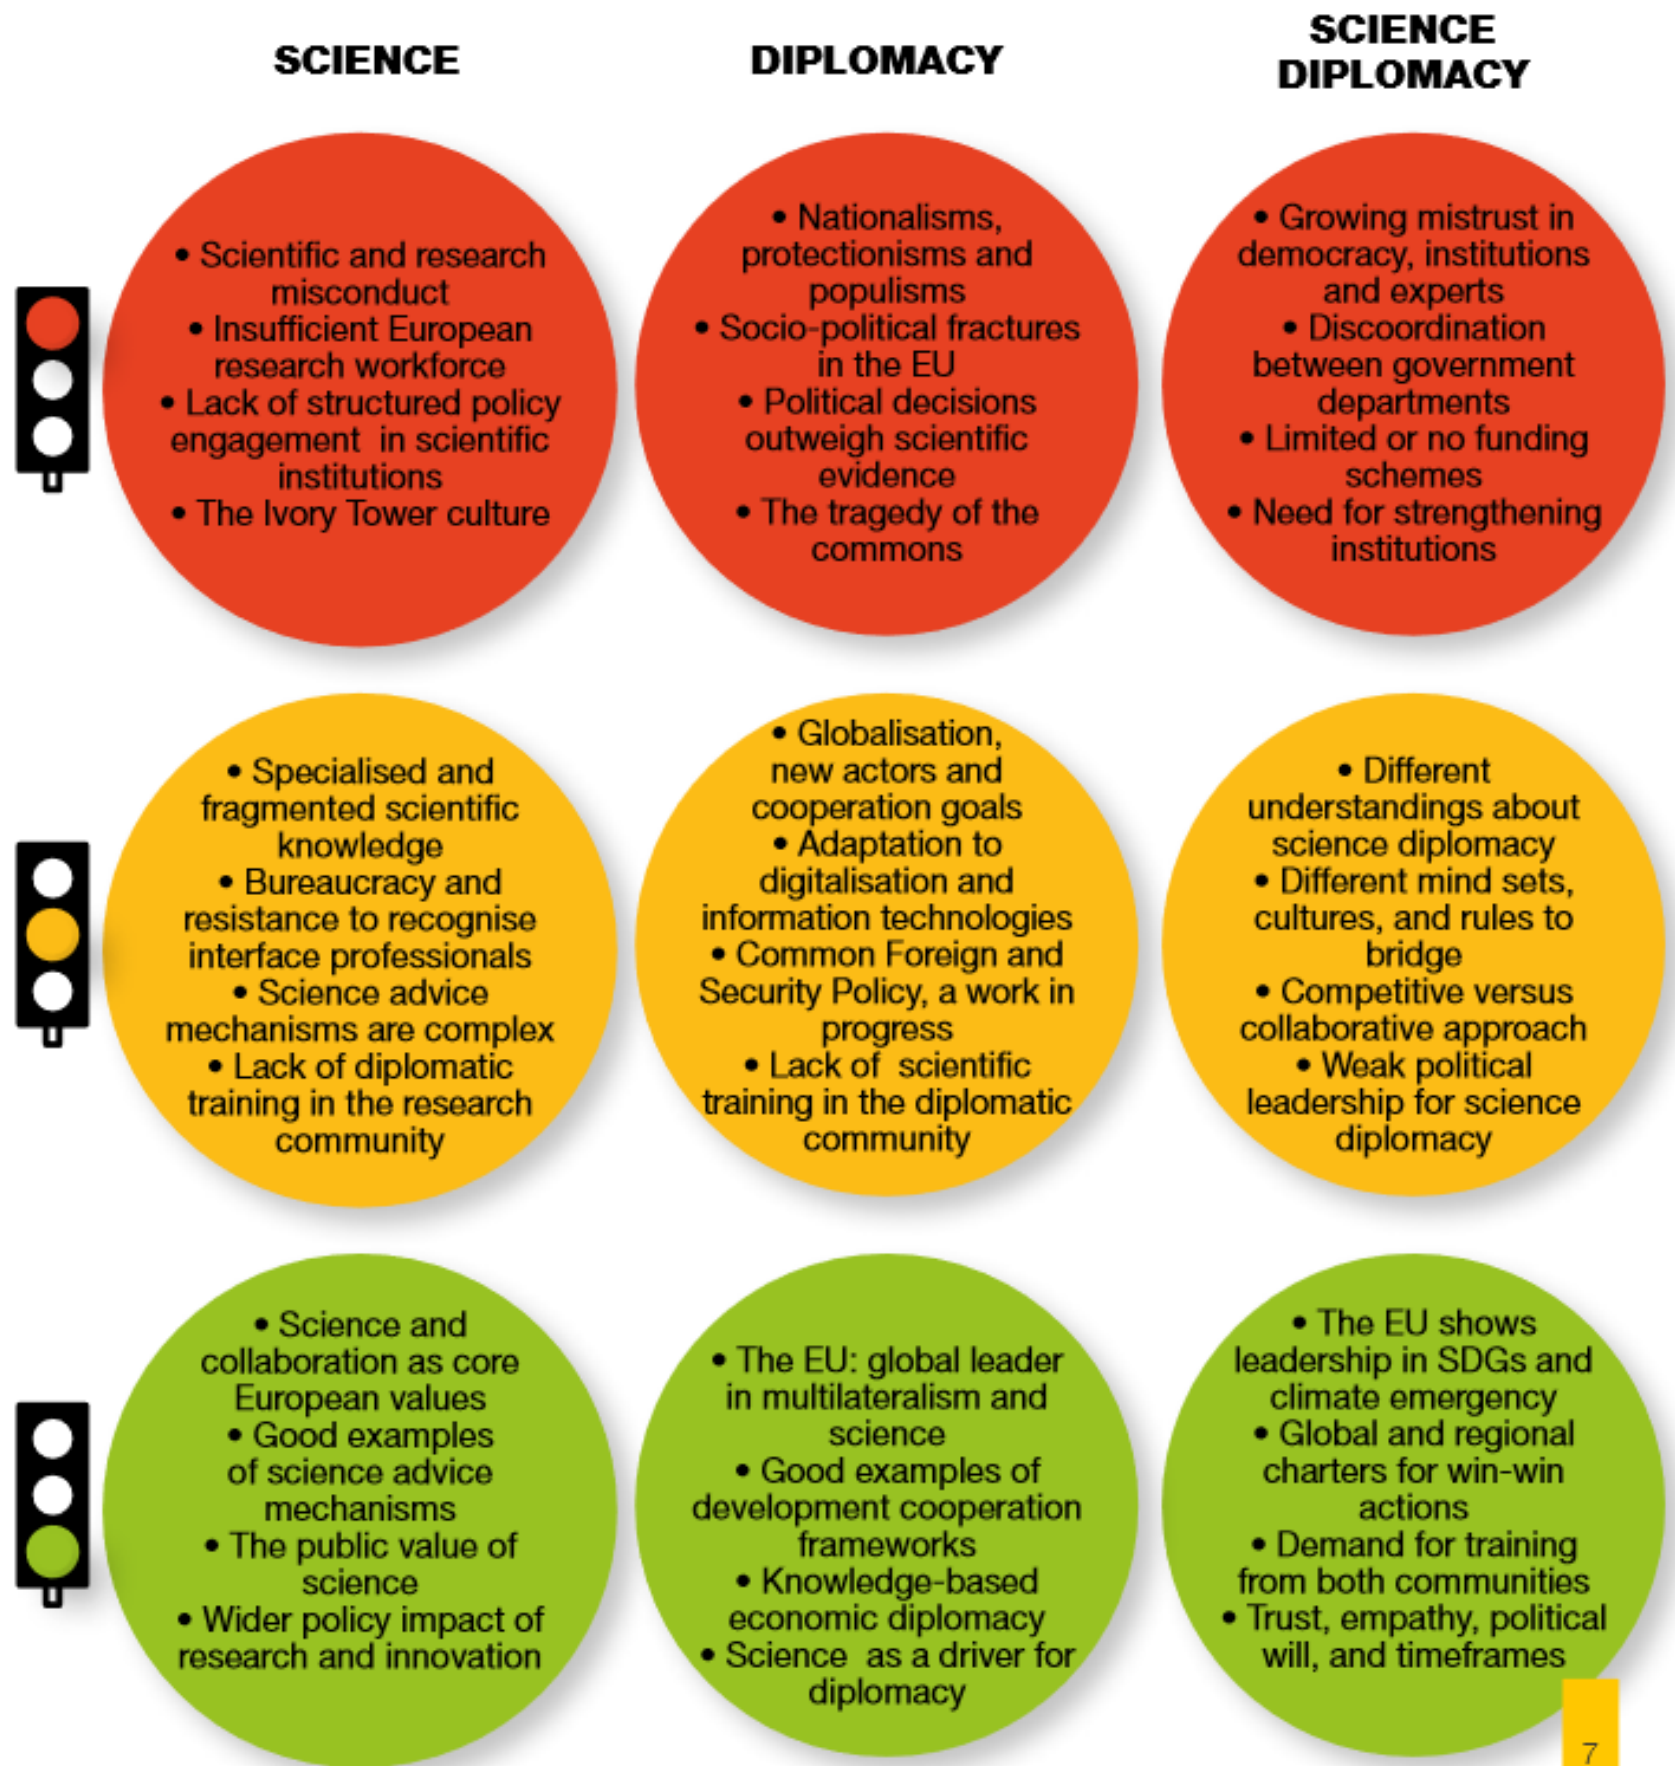 SCIENCE
DIPLOMACY
SCIENCE
DIPLOMACY
• Scientific and research
misconduct
• Insufficient European
research workforce
• Lack of structured policy
engagement in scientific
institutions
• The Ivory Tower culture
• Nationalisms,
protectionisms and
populisms
• Socio-political fractures
in the EU
• Political decisions
outweigh scientific
evidence
• The tragedy of the
commons
• Growing mistrust in
democracy, institutions
and experts
• Discoordination
between government
departments
• Limited or no funding
schemes
• Need for strengthening
institutions
• Specialised and
fragmented scientific
knowledge
• Bureaucracy and
resistance to recognise
interface professionals
• Science advice
mechanisms are complex
• Lack of diplomatic
training in the research
community
• Globalisation,
new actors and
cooperation goals
• Adaptation to
digitalisation and
information technologies
• Common Foreign and
Security Policy, a work in
progress
• Lack of scientific
training in the diplomatic
community
• Different
understandings about
science diplomacy
• Different mind sets,
cultures, and rules to
bridge
• Competitive versus
collaborative approach
• Weak political
leadership for science
diplomacy
• Science and
collaboration as core
European values
• Good examples
of science advice
mechanisms
• The public value of
science
• Wider policy impact of
research and innovation
• The EU: global leader
in multilateralism and
science
• Good examples of
development cooperation
frameworks
• Knowledge-based
economic diplomacy
• Science as a driver for
diplomacy
• The EU shows
leadership in SDGs and
climate emergency
• Global and regional
charters for win-win
actions
• Demand for training
from both communities
• Trust, empathy, political
will, and timeframes
7